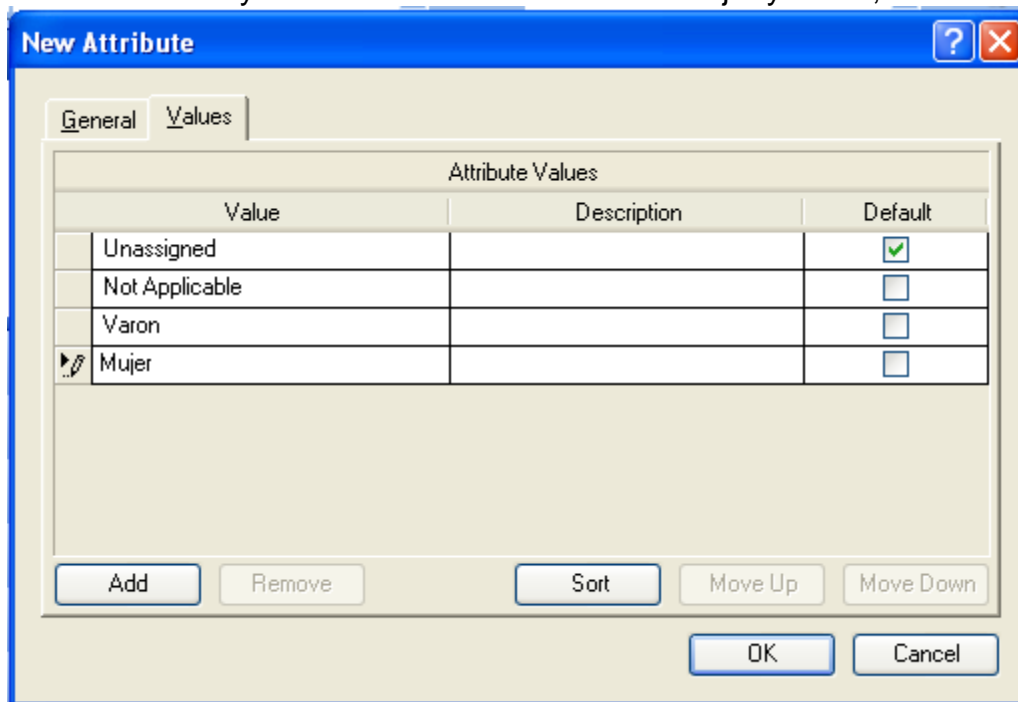 New Attribute
General Values
Attribute Values
Value Description Default
Unassigned
Not Applicable
Varon
Mujer
Add Remove Sort Move Up Move Down
OK Cancel